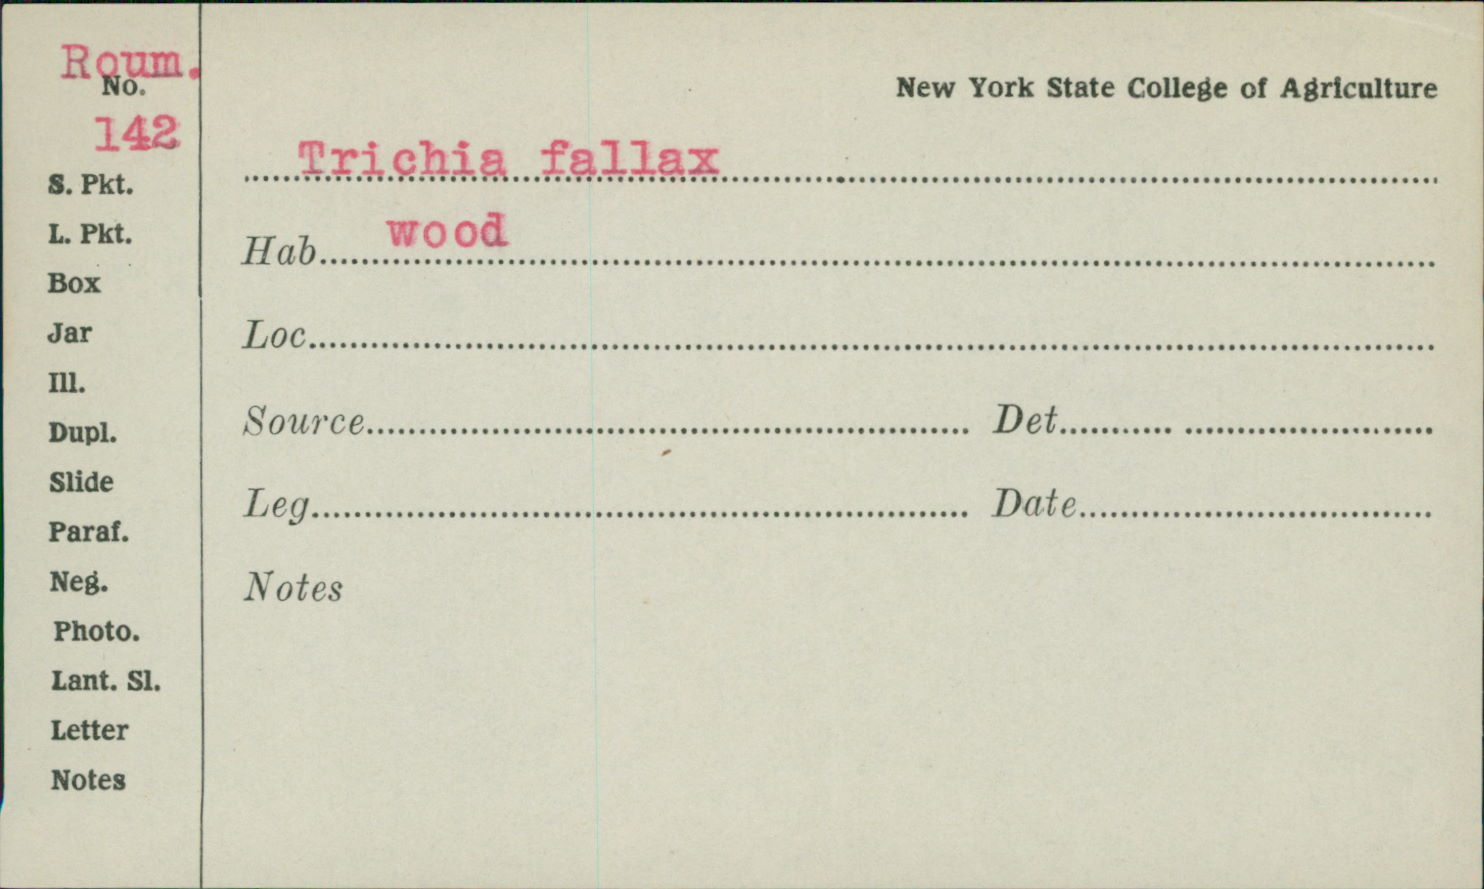 Roum.
No.
142
S. Pkt.
L. Pkt.
Box
Jar
Ill.
Dupl.
Slide
Paraf.
Neg.
Photo.
Lant. Sl.
Letter
Notes
New York State College of Agriculture
Trichia fallax
Hab. wood
Loc.
Source Det.
Leg. Date
Notes